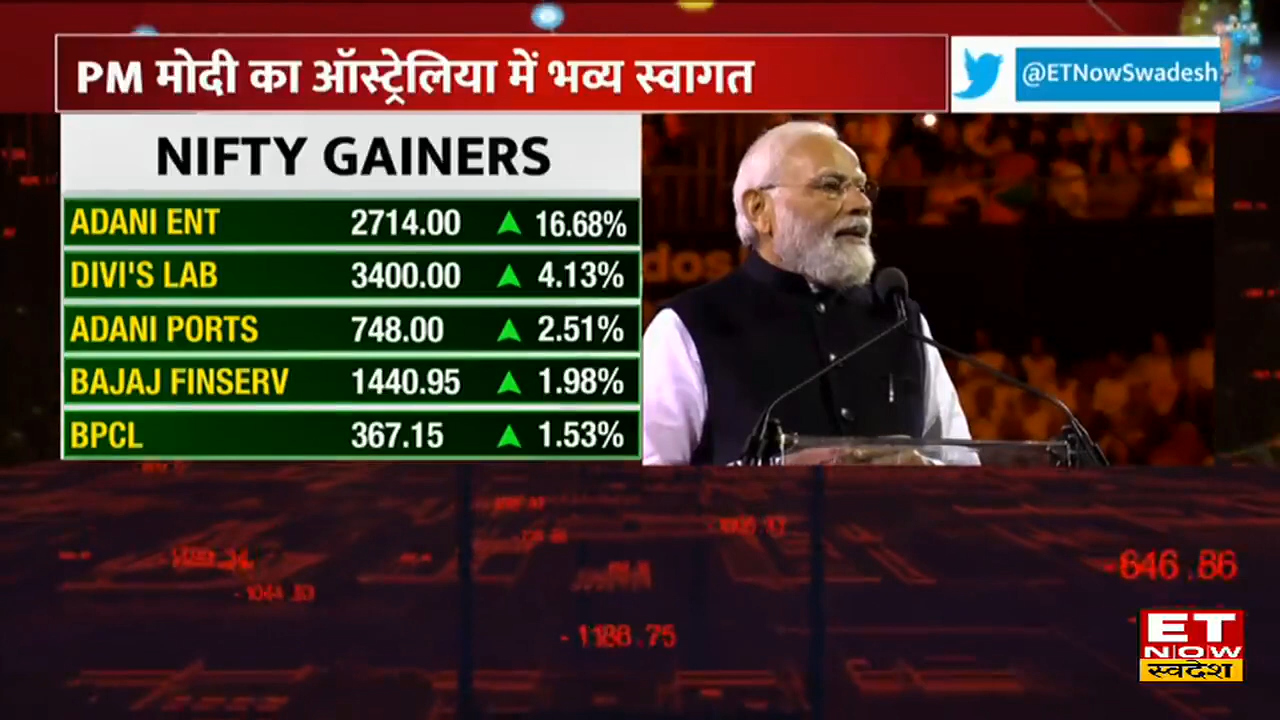 PM मोदी का ऑस्ट्रेलिया में भव्य स्वागत
@ETNowSwadesh
NIFTY GAINERS
ADANI ENT 2714.00 16.68%
DIVI'S LAB 3400.00 4.13%
ADANI PORTS 748.00 2.51%
BAJAJ FINSERV 1440.95 1.98%
BPCL 367.15 1.53%
dos
-646.86
ET
NOW
स्वदेश